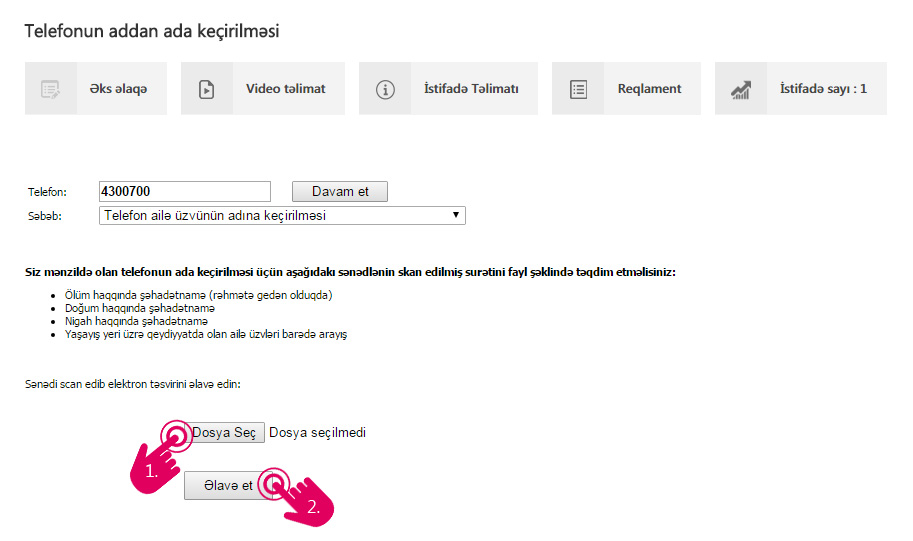 Telefonun addan ada keçirilməsi
Əks əlaqə Video təlimat İstifadə Təlimatı Reqlament İstifadə sayı : 1
Telefon: 4300700 Davam et
Səbəb: Telefon ailə üzvünün adına keçirilməsi
Siz mənzildə olan telefonun ada keçirilməsi üçün aşağıdakı sənədlənin skan edilmiş surətini fayl şəklində təqdim etməlisiniz:
Ölüm haqqında şəhadətnamə (rəhmətə gedən olduqda)
Doğum haqqında şəhadətnamə
Nigah haqqında şəhadətnamə
Yaşayış yeri üzrə qeydiyyatda olan ailə üzvləri barədə arayış
Sənədi scan edib elektron təsvirini əlavə edin:
Dosya Seç Dosya seçilmedi
1.
Əlavə et
2.